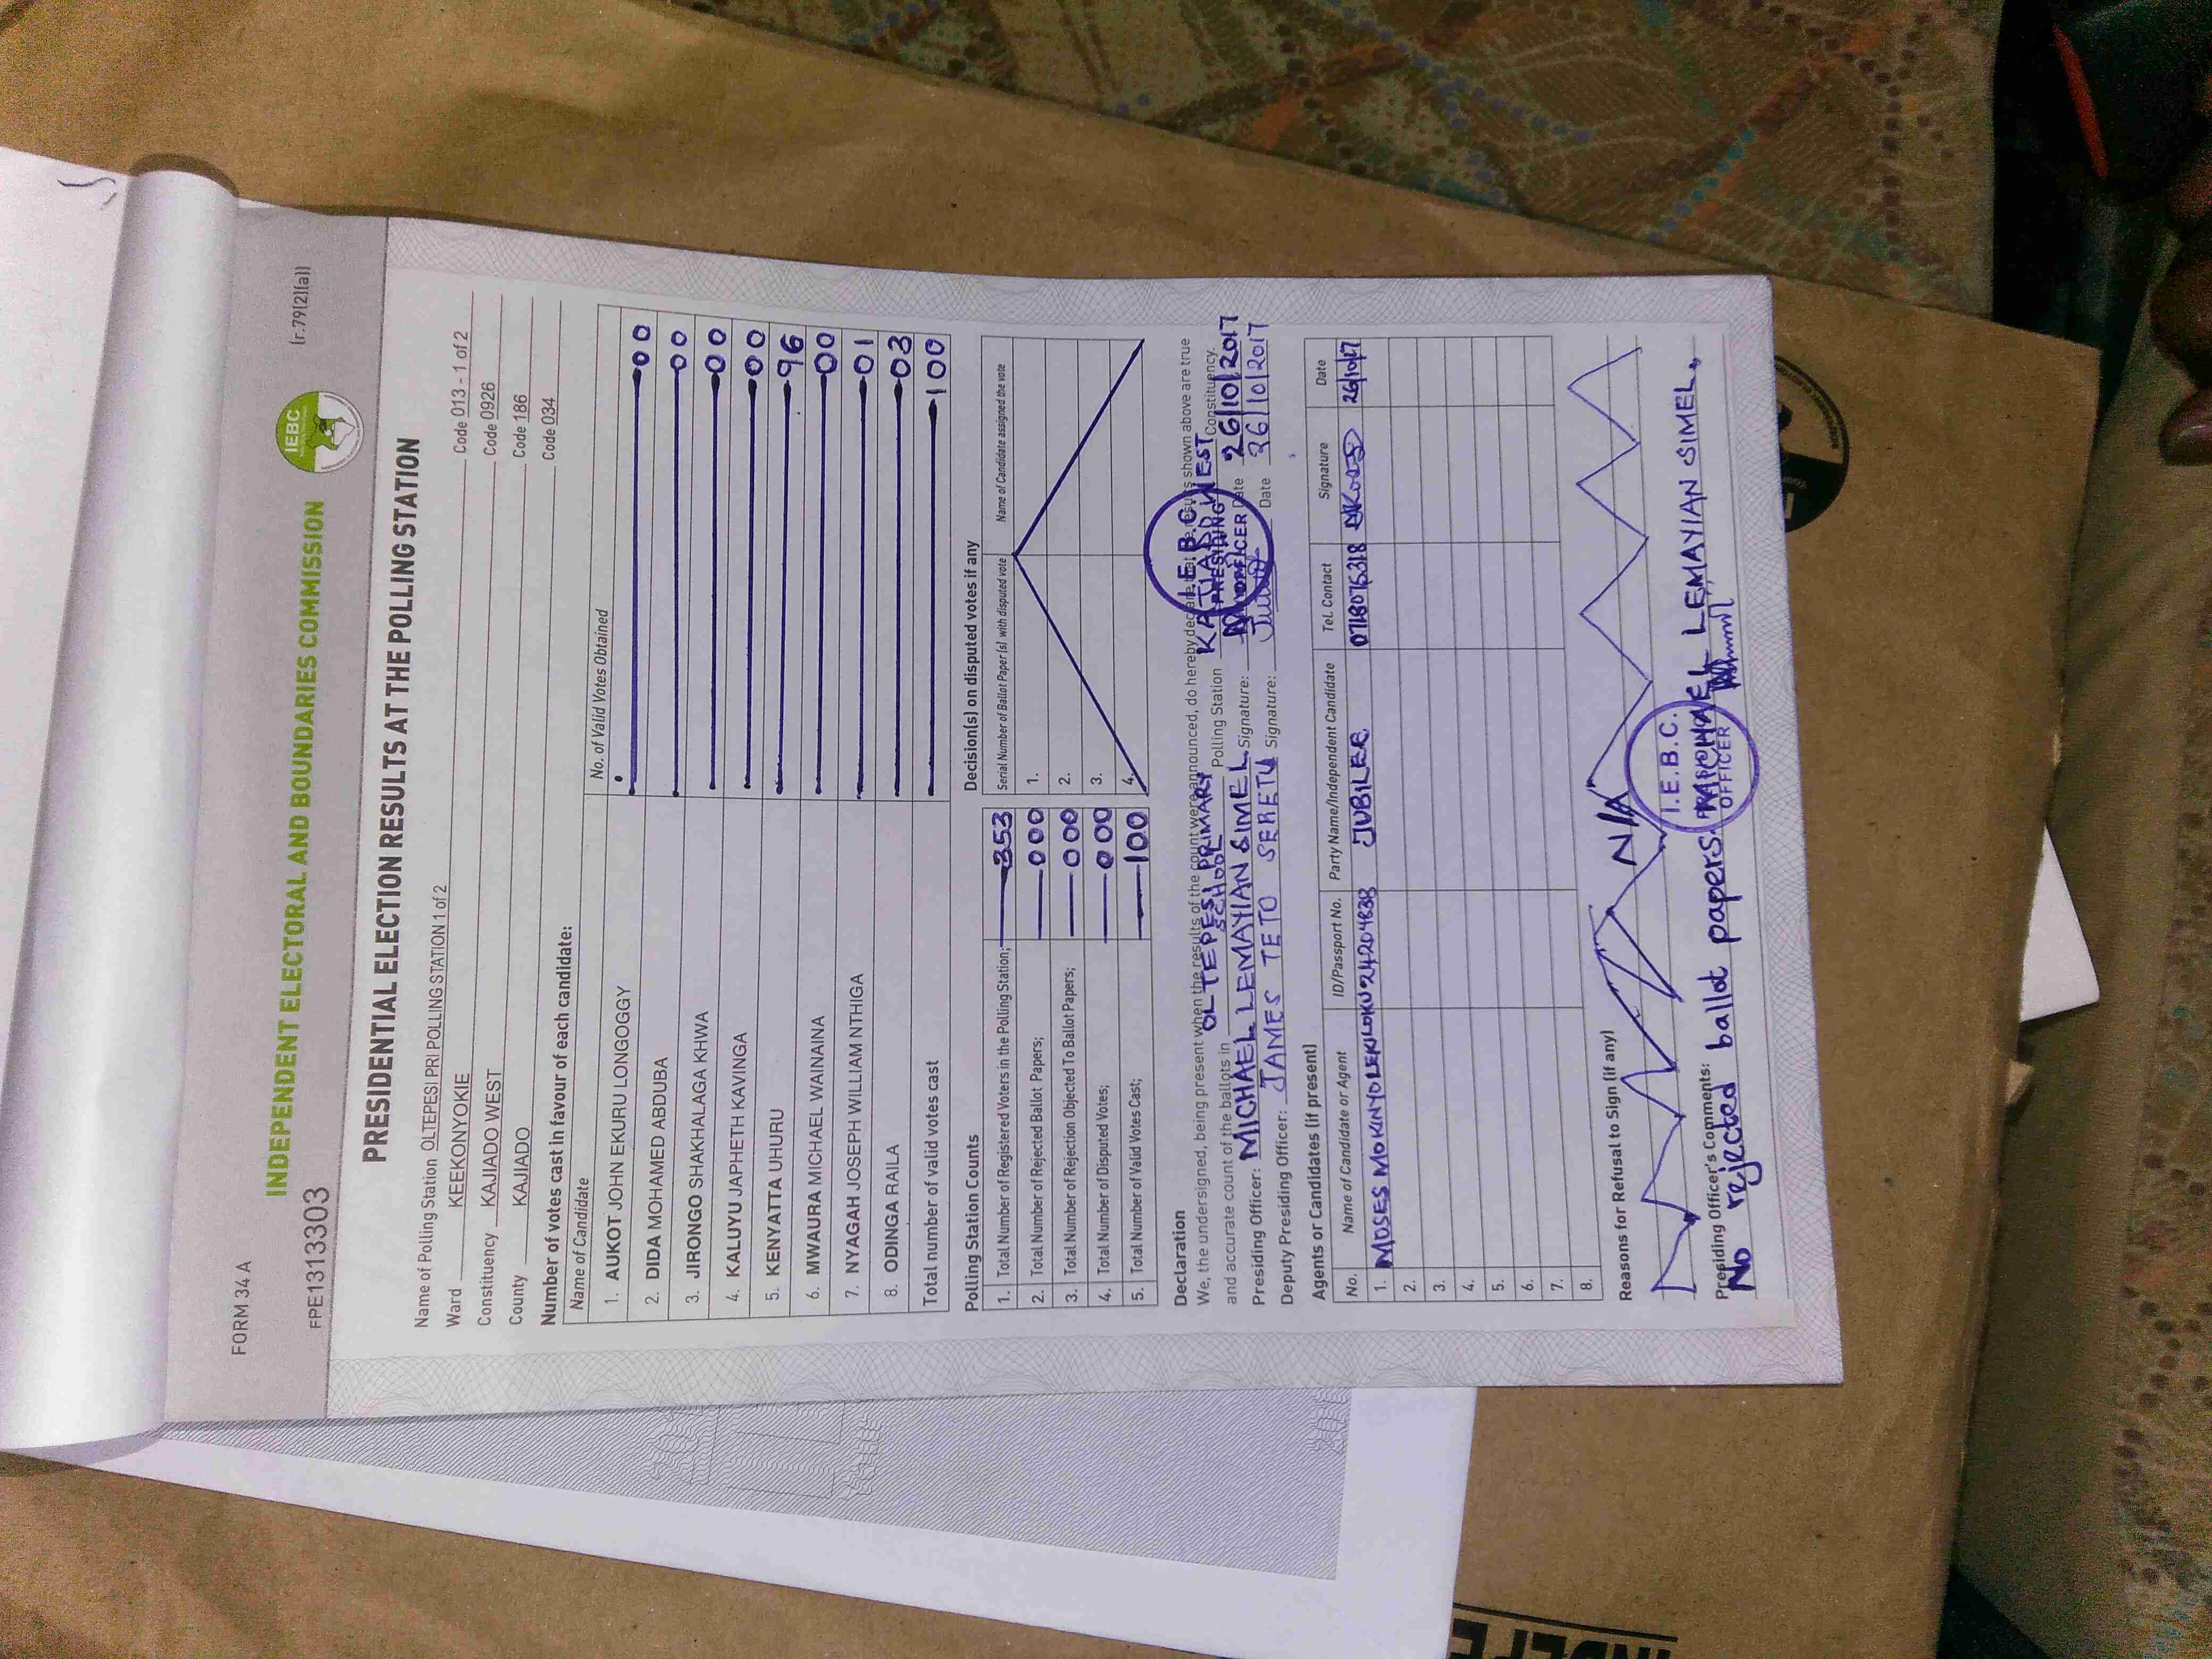 FORM 34 A
(r.79(2)(a))
IEBC
INDEPENDENT ELECTORAL AND BOUNDARIES COMMISSION
FPE1313303
PRESIDENTIAL ELECTION RESULTS AT THE POLLING STATION
Name of Polling Station OLTEPESI PRI POLLING STATION 1 of 2 Code 013 - 1 of 2
Ward KEEKONYOKIE Code 0926
Constituency KAJIADO WEST Code 186
County KAJIADO Code 034
Number of votes cast in favour of each candidate:
Name of Candidate No. of Valid Votes Obtained
1. AUKOT JOHN EKURU LONGOGGY 00
2. DIDA MOHAMED ABDUBA 00
3. JIRONGO SHAKHALAGA KHWA 00
4. KALUYU JAPHETH KAVINGA 00
5. KENYATTA UHURU 96
6. MWAURA MICHAEL WAINAINA 00
7. NYAGAH JOSEPH WILLIAM NTHIGA 01
8. ODINGA RAILA 03
Total number of valid votes cast 100
Polling Station Counts
1. Total Number of Registered Voters in the Polling Station; 353
2. Total Number of Rejected Ballot Papers; 000
3. Total Number of Rejection Objected To Ballot Papers; 000
4. Total Number of Disputed Votes; 000
5. Total Number of Valid Votes Cast; 100
Decision(s) on disputed votes if any
Serial Number of Ballot Paper(s) with disputed vote Name of Candidate assigned the vote
1.
2.
3.
4.
Declaration
We, the undersigned, being present when the results of the count were announced, do hereby declare that the results shown above are true
and accurate count of the ballots in OLTEPESI PRIMARY SCHOOL Polling Station KAJIADO WEST Constituency.
Presiding Officer: MICHAEL LEMAYIAN SIMEL Signature: Date 26/10/2017
Deputy Presiding Officer: JAMES TETO SERETU Signature: Date 26/10/2017
I.E.B.C.
PRESIDING
OFFICER
Agents or Candidates (if present)
No. Name of Candidate or Agent ID/Passport No. Party Name/Independent Candidate Tel. Contact Signature Date
1. MOSES MOKINYO LEKILOKU 24204838 JUBILEE 0718075318 26/10/17
2.
3.
4.
5.
6.
7.
8.
Reasons for Refusal to Sign (if any)
N/A
Presiding Officer's Comments:
No rejected ballot papers. MICHAEL LEMAYIAN SIMEL.
I.E.B.C.
OFFICER